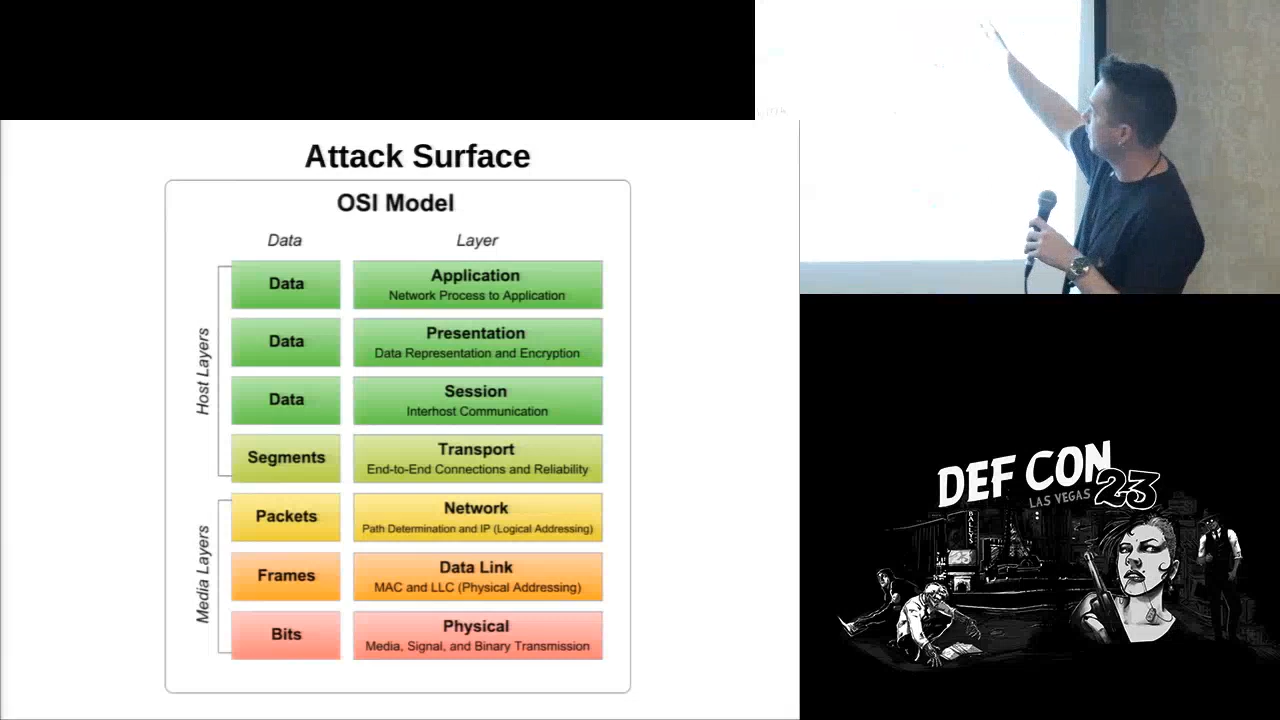 Attack Surface
OSI Model
Data Layer
Host Layers
Data Application
Network Process to Application
Data Presentation
Data Representation and Encryption
Data Session
Interhost Communication
Segments Transport
End-to-End Connections and Reliability
Media Layers
Packets Network
Path Determination and IP (Logical Addressing)
Frames Data Link
MAC and LLC (Physical Addressing)
Bits Physical
Media, Signal, and Binary Transmission
DEF CON
LAS VEGAS 23
BALLYS